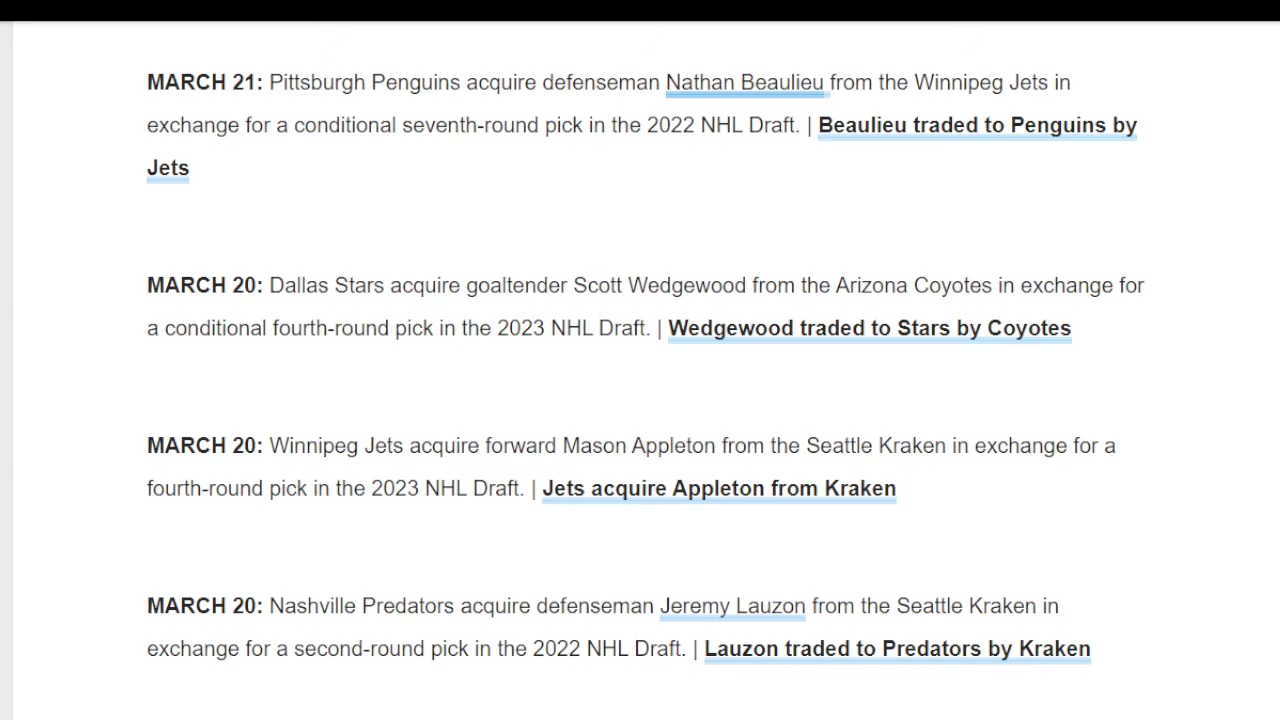 MARCH 21: Pittsburgh Penguins acquire defenseman Nathan Beaulieu from the Winnipeg Jets in
exchange for a conditional seventh-round pick in the 2022 NHL Draft. | Beaulieu traded to Penguins by
Jets
MARCH 20: Dallas Stars acquire goaltender Scott Wedgewood from the Arizona Coyotes in exchange for
a conditional fourth-round pick in the 2023 NHL Draft. | Wedgewood traded to Stars by Coyotes
MARCH 20: Winnipeg Jets acquire forward Mason Appleton from the Seattle Kraken in exchange for a
fourth-round pick in the 2023 NHL Draft. | Jets acquire Appleton from Kraken
MARCH 20: Nashville Predators acquire defenseman Jeremy Lauzon from the Seattle Kraken in
exchange for a second-round pick in the 2022 NHL Draft. | Lauzon traded to Predators by Kraken